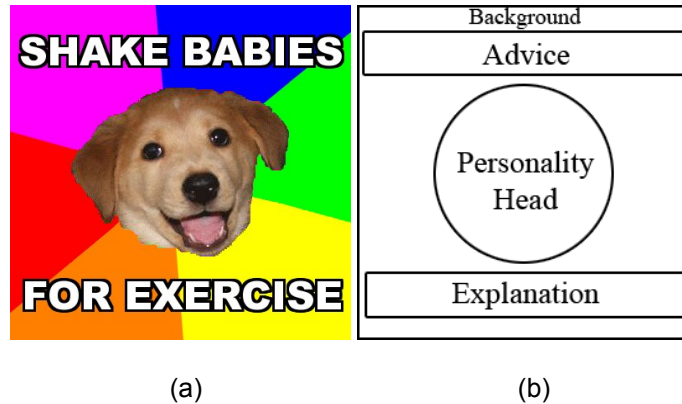 SHAKE BABIES
FOR EXERCISE
Background
Advice
Personality
Head
Explanation
(a)
(b)